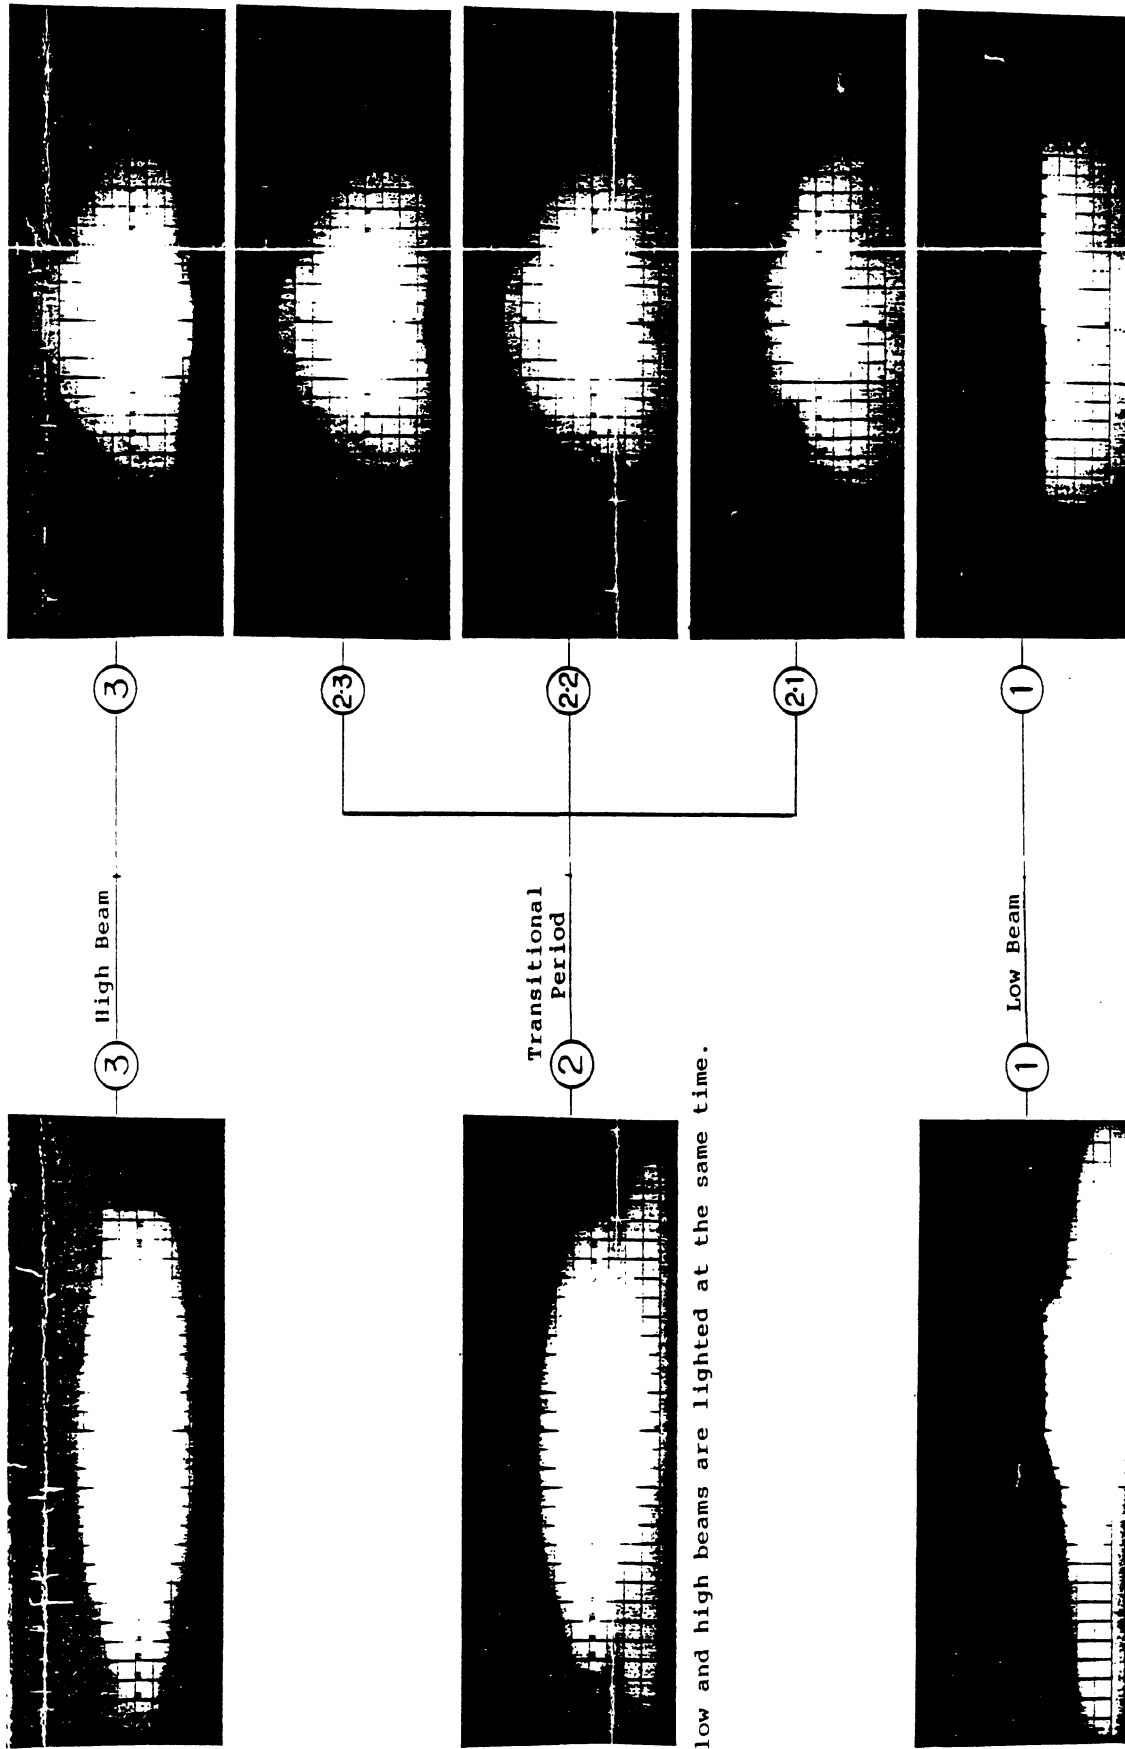 3 High Beam 3
2·3
Transitional
Period
2 2·2
low and high beams are lighted at the same time.
2·1
1 Low Beam 1